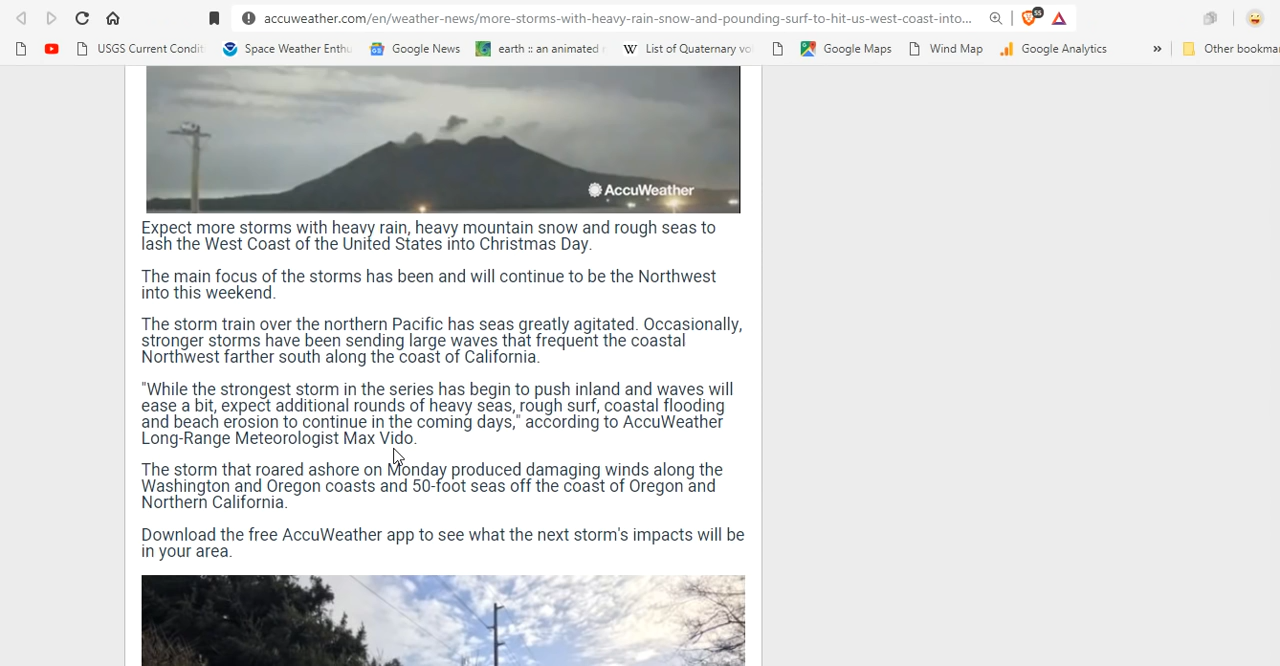 accuweather.com/en/weather-news/more-storms-with-heavy-rain-snow-and-pounding-surf-to-hit-us-west-coast-into...
55
USGS Current Condit
Space Weather Enthu
Google News
earth :: an animated
List of Quaternary vo
Google Maps
Wind Map
Google Analytics
»
Other bookma
AccuWeather
Expect more storms with heavy rain, heavy mountain snow and rough seas to
lash the West Coast of the United States into Christmas Day.
The main focus of the storms has been and will continue to be the Northwest
into this weekend.
The storm train over the northern Pacific has seas greatly agitated. Occasionally,
stronger storms have been sending large waves that frequent the coastal
Northwest farther south along the coast of California.
"While the strongest storm in the series has begin to push inland and waves will
ease a bit, expect additional rounds of heavy seas, rough surf, coastal flooding
and beach erosion to continue in the coming days," according to AccuWeather
Long-Range Meteorologist Max Vido.
The storm that roared ashore on Monday produced damaging winds along the
Washington and Oregon coasts and 50-foot seas off the coast of Oregon and
Northern California.
Download the free AccuWeather app to see what the next storm's impacts will be
in your area.